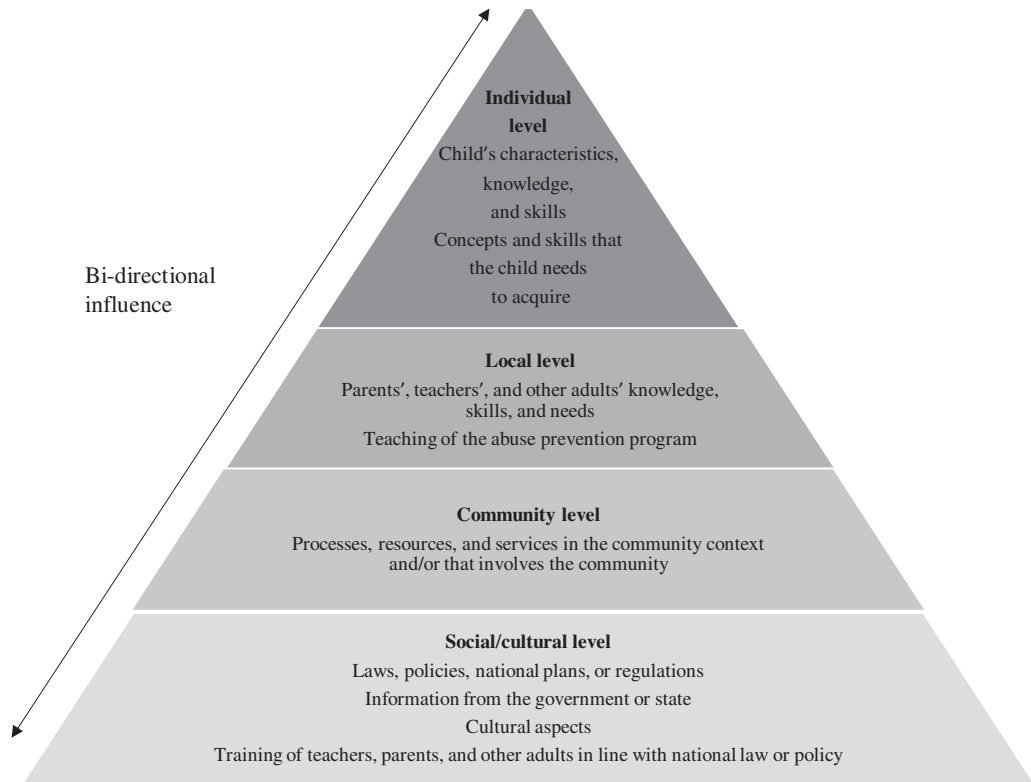 Individual
level
Child′s characteristics,
knowledge,
and skills
Concepts and skills that
the child needs
to acquire
Bi-directional
influence
Local level
Parents′, teachers′, and other adults′ knowledge,
skills, and needs
Teaching of the abuse prevention program
Community level
Processes, resources, and services in the community context
and/or that involves the community
Social/cultural level
Laws, policies, national plans, or regulations
Information from the government or state
Cultural aspects
Training of teachers, parents, and other adults in line with national law or policy